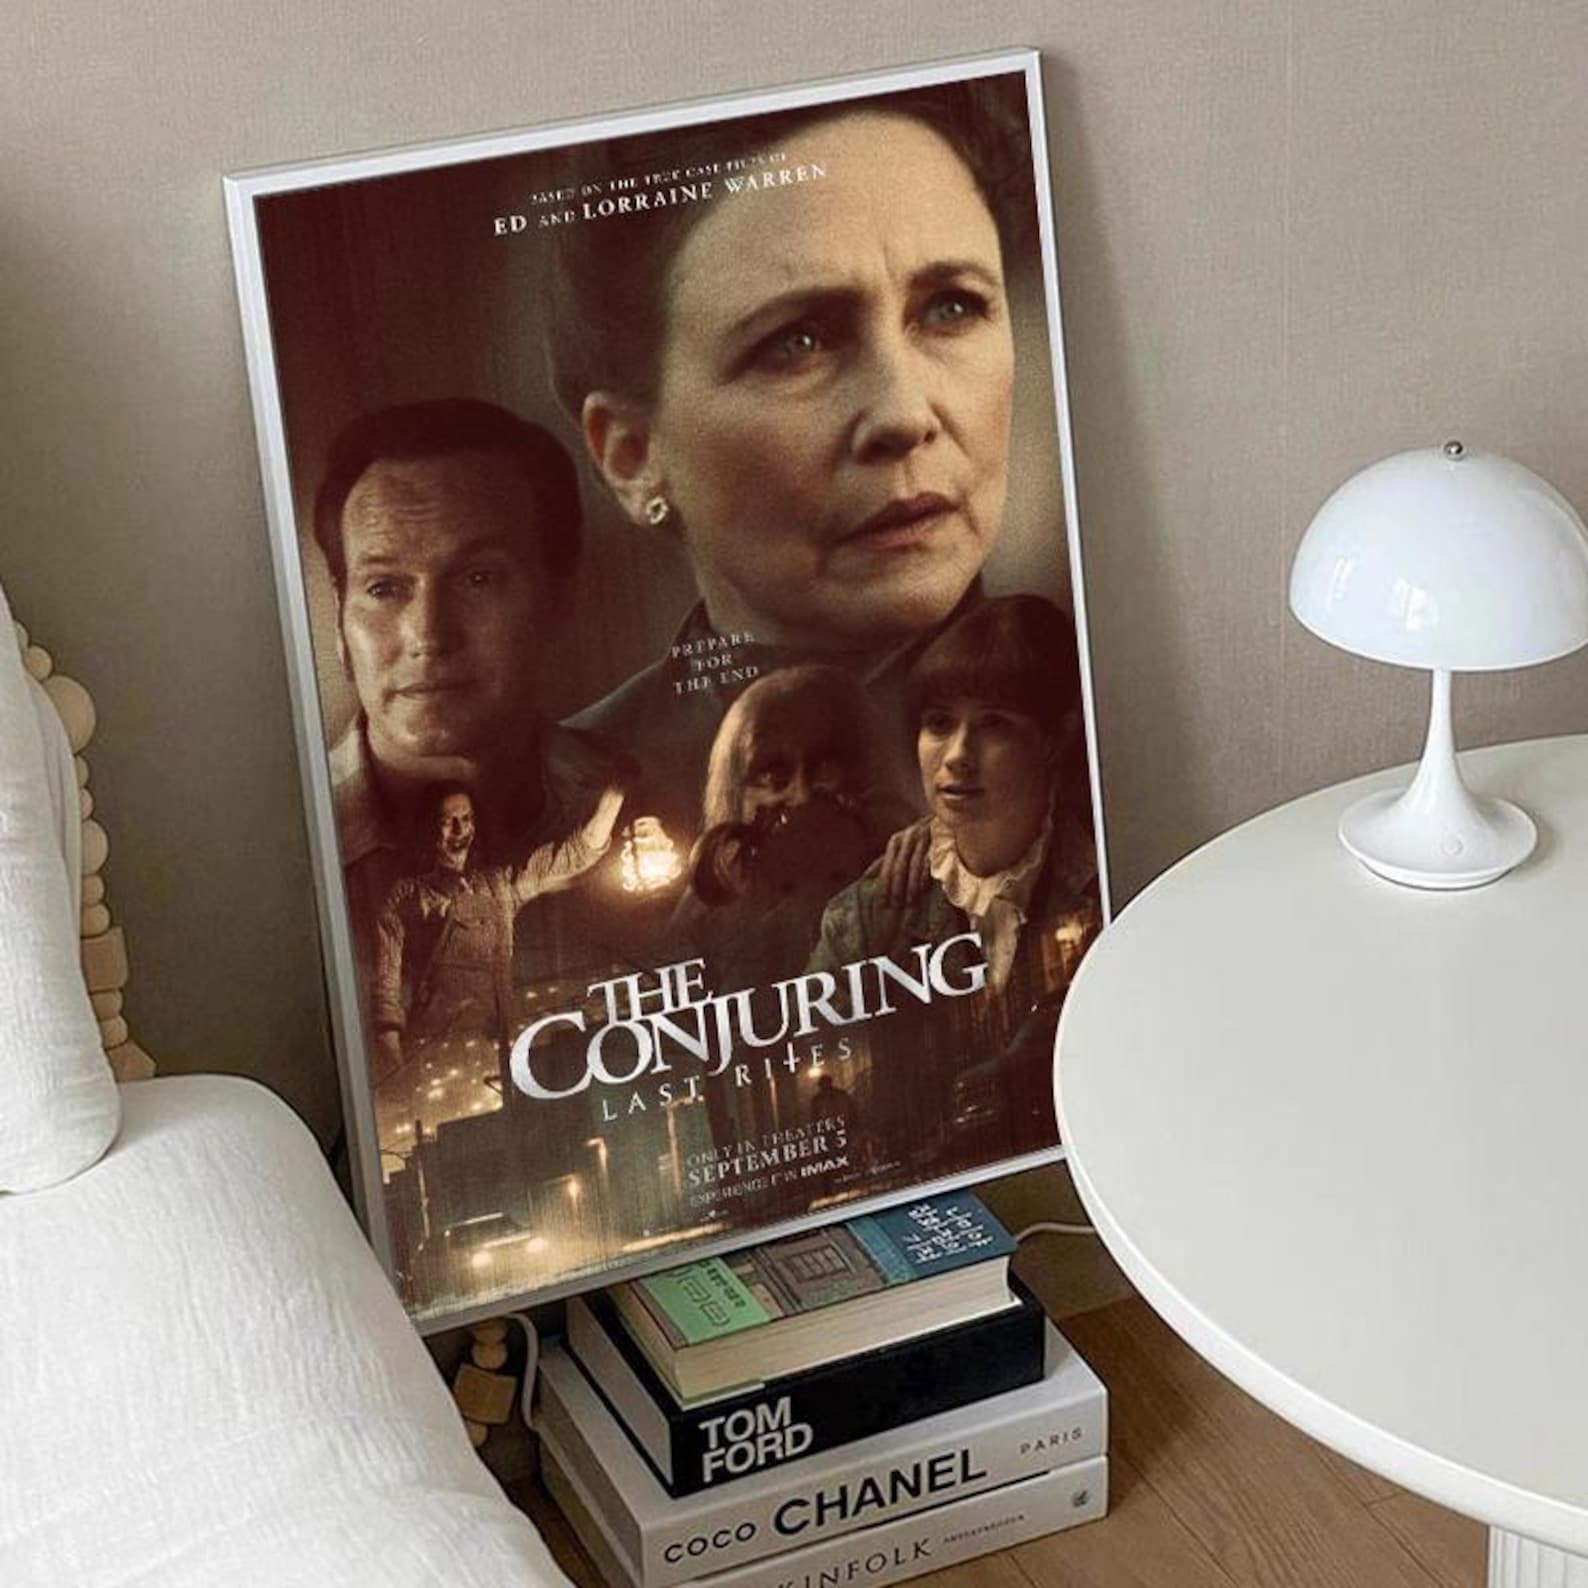 BASED ON THE TRUE CASE FILES OF
ED AND LORRAINE WARREN
PREPARE
FOR
THE END
THE
CONJURING
LAST RITES
ONLY IN THEATERS
SEPTEMBER 5
EXPERIENCE IT IN IMAX
TOM
FORD
COCO CHANEL PARIS
KINFOLK